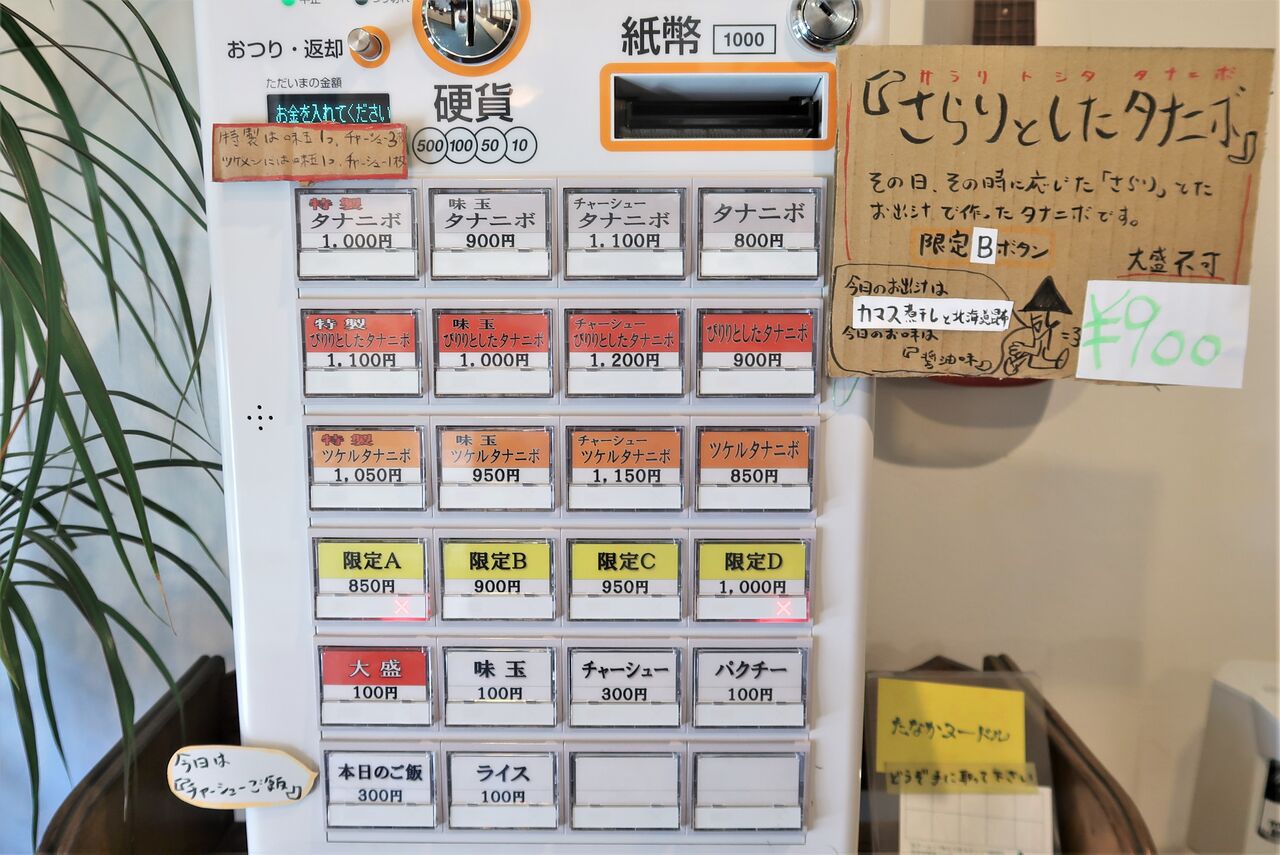 おつり・返却
ただいまの金額
お金を入れてください
硬貨
500 100 50 10
紙幣 1000
特製は味玉1つ、チャーシュー3
ツケメンには味玉1つ、チャーシュー1枚
特製
タナニボ
1,000円
味玉
タナニボ
900円
チャーシュー
タナニボ
1,100円
タナニボ
800円
特製
ぴりりとしたタナニボ
1,100円
味玉
ぴりりとしたタナニボ
1,000円
チャーシュー
ぴりりとしたタナニボ
1,200円
ぴりりとしたタナニボ
900円
特製
ツケルタナニボ
1,050円
味玉
ツケルタナニボ
950円
チャーシュー
ツケルタナニボ
1,150円
ツケルタナニボ
850円
限定A
850円
限定B
900円
限定C
950円
限定D
1,000円
大盛
100円
味玉
100円
チャーシュー
300円
パクチー
100円
本日のご飯
300円
ライス
100円
今日は
『チャーシューご飯』
サラリトシタ タナニボ
『さらりとしたタナニボ』
その日、その時に応じた「さらり」とした
お出汁で作ったタナニボです。
限定Bボタン
大盛不可
¥900
今日のお出汁は
カマス煮干しと北海道昆布
今日のお味は
『醤油味』
たなかヌードル
どうぞ手に取って下さい